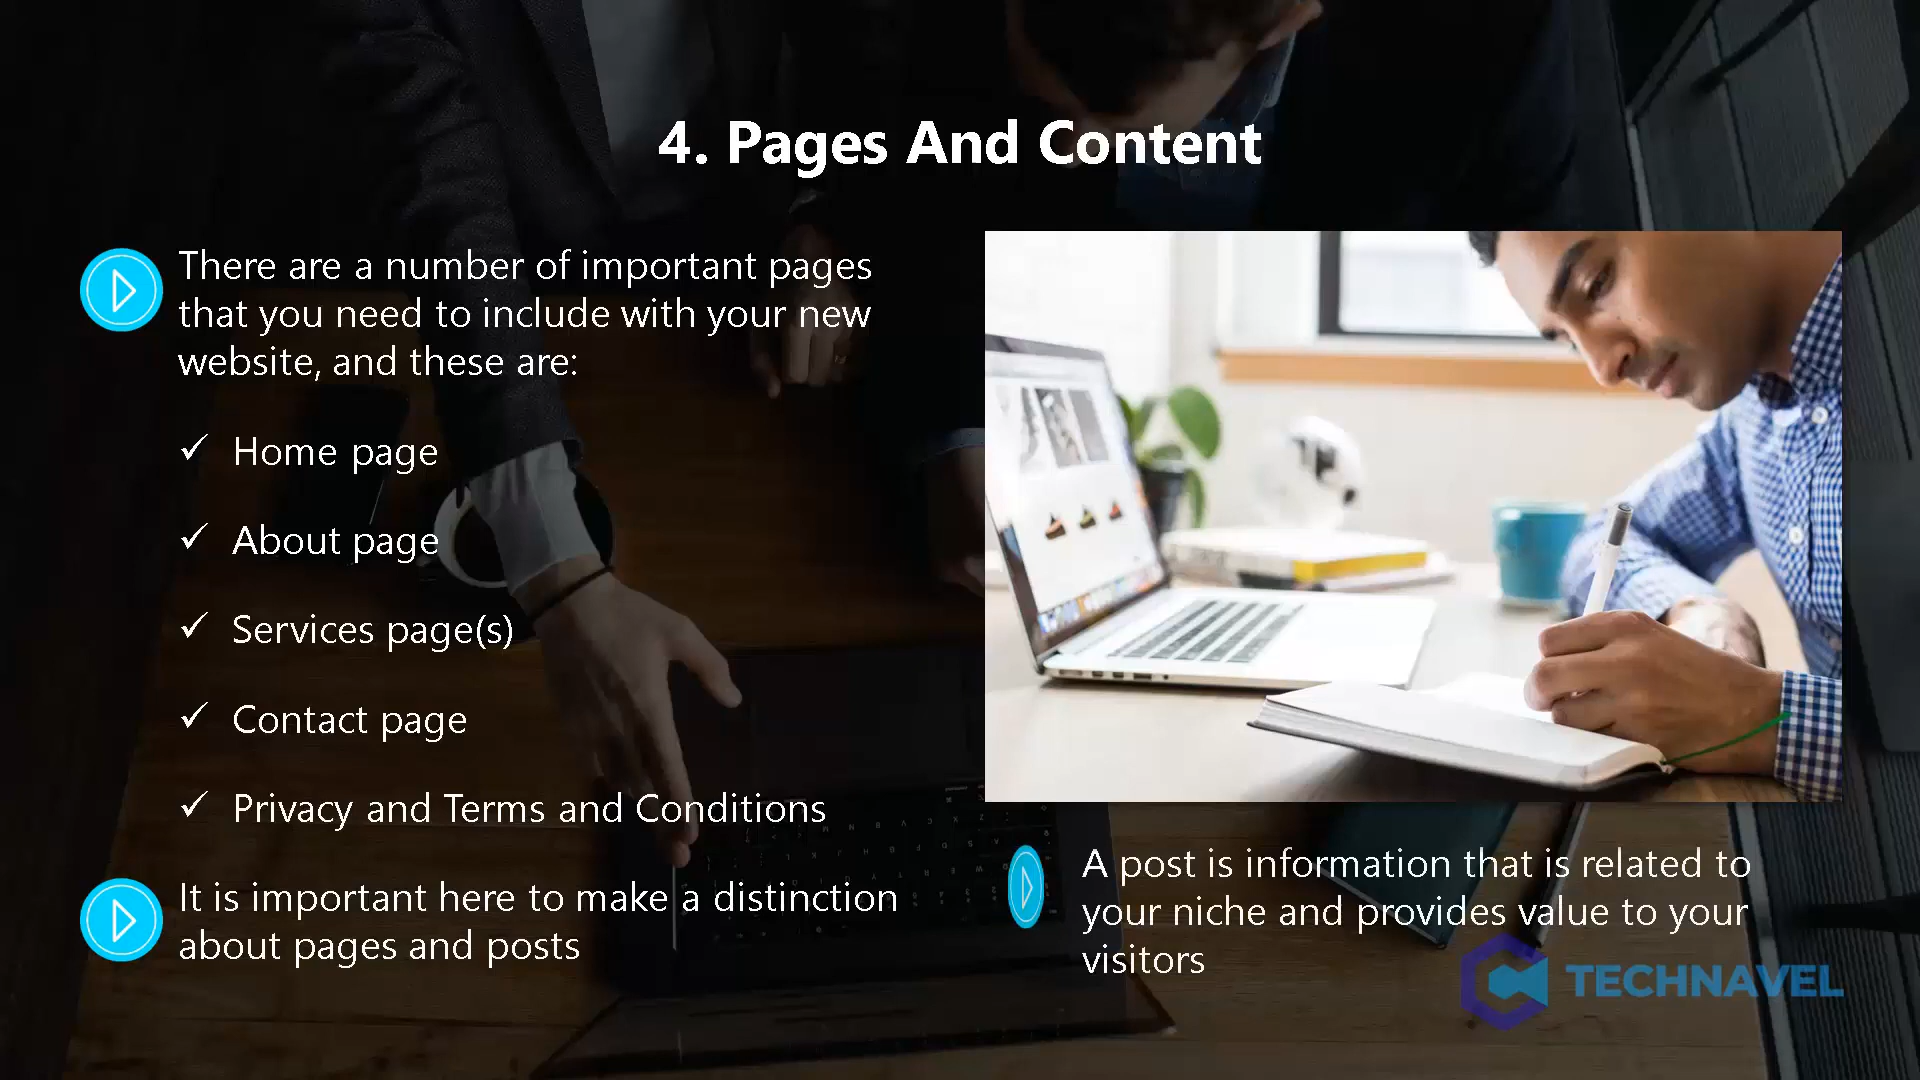 4. Pages And Content
There are a number of important pages
that you need to include with your new
website, and these are:
Home page
About page
Services page(s)
Contact page
Privacy and Terms and Conditions
It is important here to make a distinction
about pages and posts
A post is information that is related to
your niche and provides value to your
visitors
TECHNAVEL